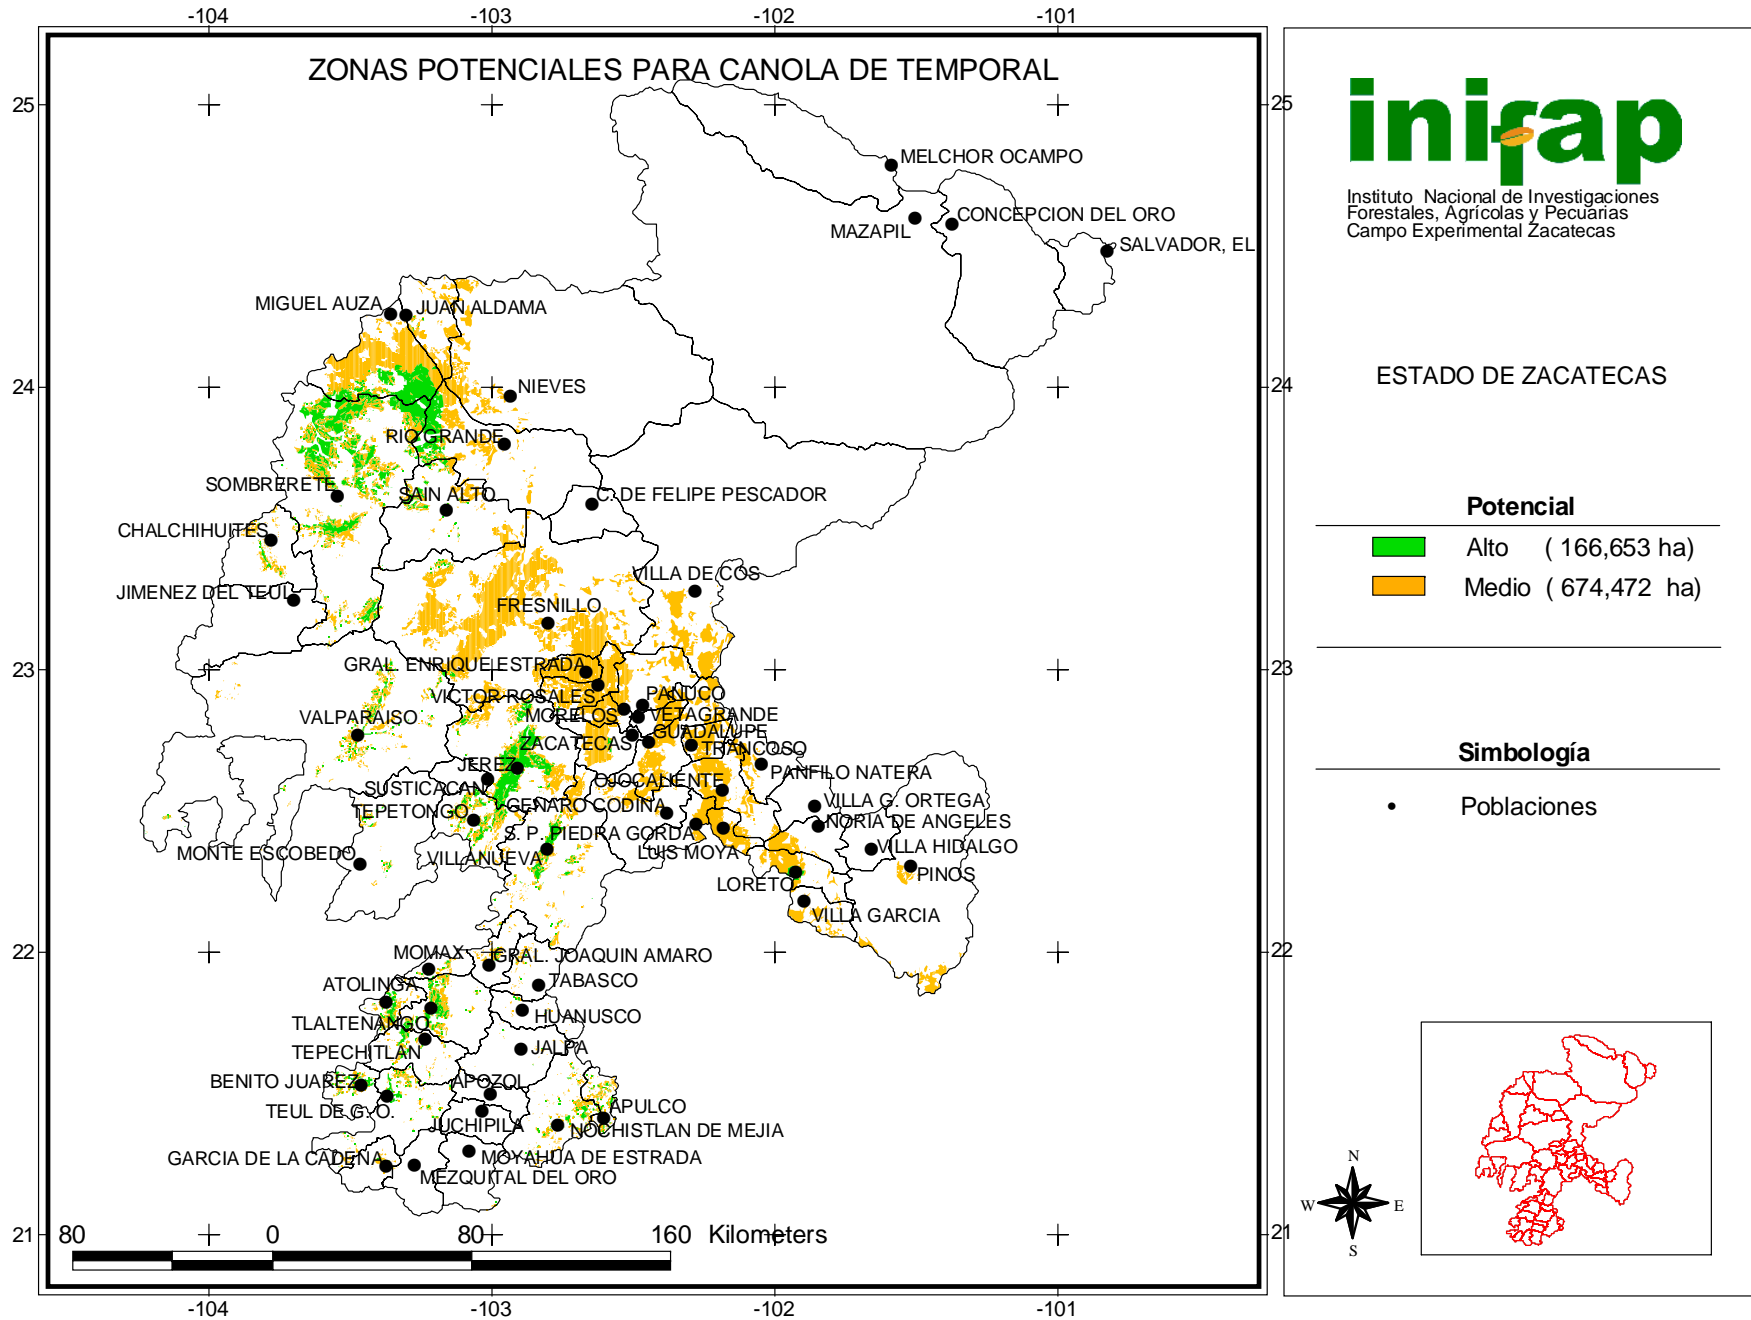 -104 -103 -102 -101
ZONAS POTENCIALES PARA CANOLA DE TEMPORAL
25 25
MELCHOR OCAMPO
CONCEPCION DEL ORO
MAZAPIL
SALVADOR, EL
MIGUEL AUZA JUAN ALDAMA
24 24
NIEVES
RIO GRANDE
SOMBRERETE SAIN ALTO C. DE FELIPE PESCADOR
CHALCHIHUITES
VILLA DE COS
JIMENEZ DEL TEUL
FRESNILLO
23 23
GRAL. ENRIQUE ESTRADA
VICTOR ROSALES PANUCO
VALPARAISO MORELOS VETAGRANDE
GUADALUPE
ZACATECAS TRANCOSO
JEREZ
PANFILO NATERA
SUSTICACAN OJOCALIENTE
TEPETONGO GENARO CODINA VILLA G. ORTEGA
S. P. PIEDRA GORDA NORIA DE ANGELES
MONTE ESCOBEDO VILLANUEVA LUIS MOYA VILLA HIDALGO
LORETO PINOS
VILLA GARCIA
22 22
MOMAX GRAL. JOAQUIN AMARO
ATOLINGA TABASCO
TLALTENANGO HUANUSCO
TEPECHITLAN JALPA
BENITO JUAREZ APOZOL
TEUL DE G. O. APULCO
JUCHIPILA NOCHISTLAN DE MEJIA
GARCIA DE LA CADENA MOYAHUA DE ESTRADA
MEZQUITAL DEL ORO
21 21
80 0 80 160 Kilometers
-104 -103 -102 -101
inifap
Instituto Nacional de Investigaciones
Forestales, Agrícolas y Pecuarias
Campo Experimental Zacatecas
ESTADO DE ZACATECAS
Potencial
Alto ( 166,653 ha)
Medio ( 674,472 ha)
Simbología
Poblaciones
N
W E
S